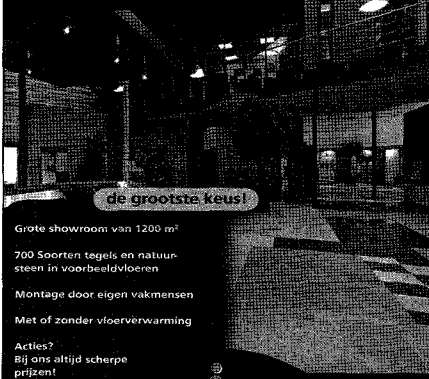 de grootste keus!
Grote showroom van 1200 m²
700 Soorten tegels en natuur-
steen in voorbeeldvloeren
Montage door eigen vakmensen
Met of zonder vloerverwarming
Acties?
Bij ons altijd scherpe
prijzen!